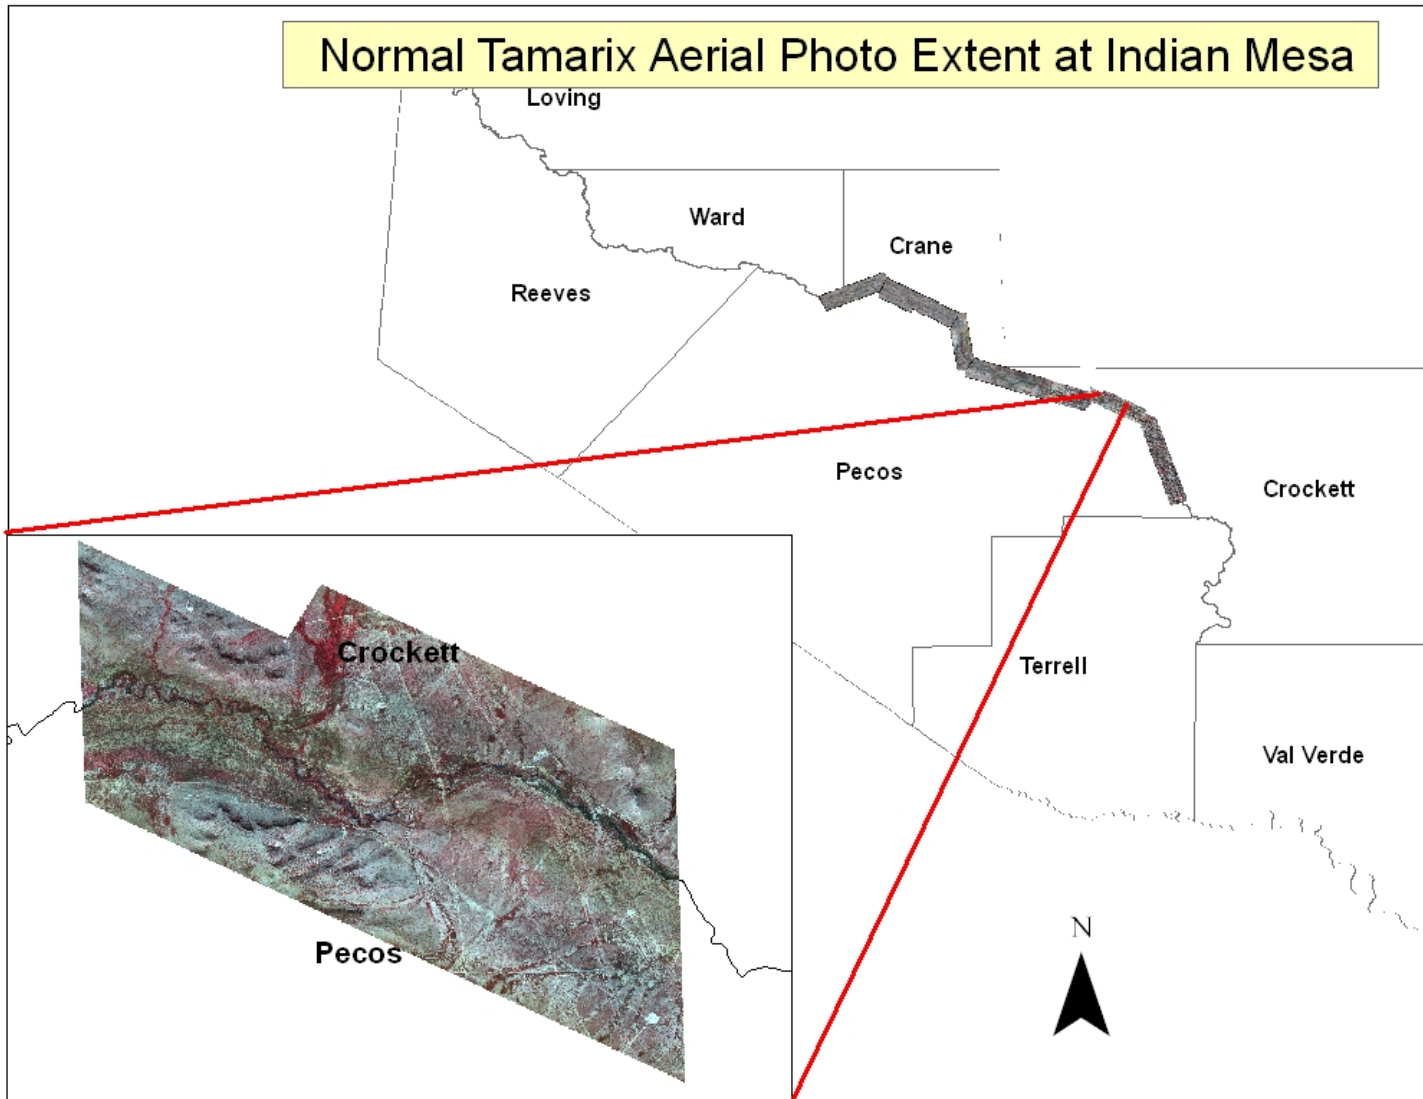 Normal Tamarix Aerial Photo Extent at Indian Mesa
Loving
Ward
Crane
Reeves
Pecos
Crockett
Crockett
Terrell
Val Verde
Pecos
N